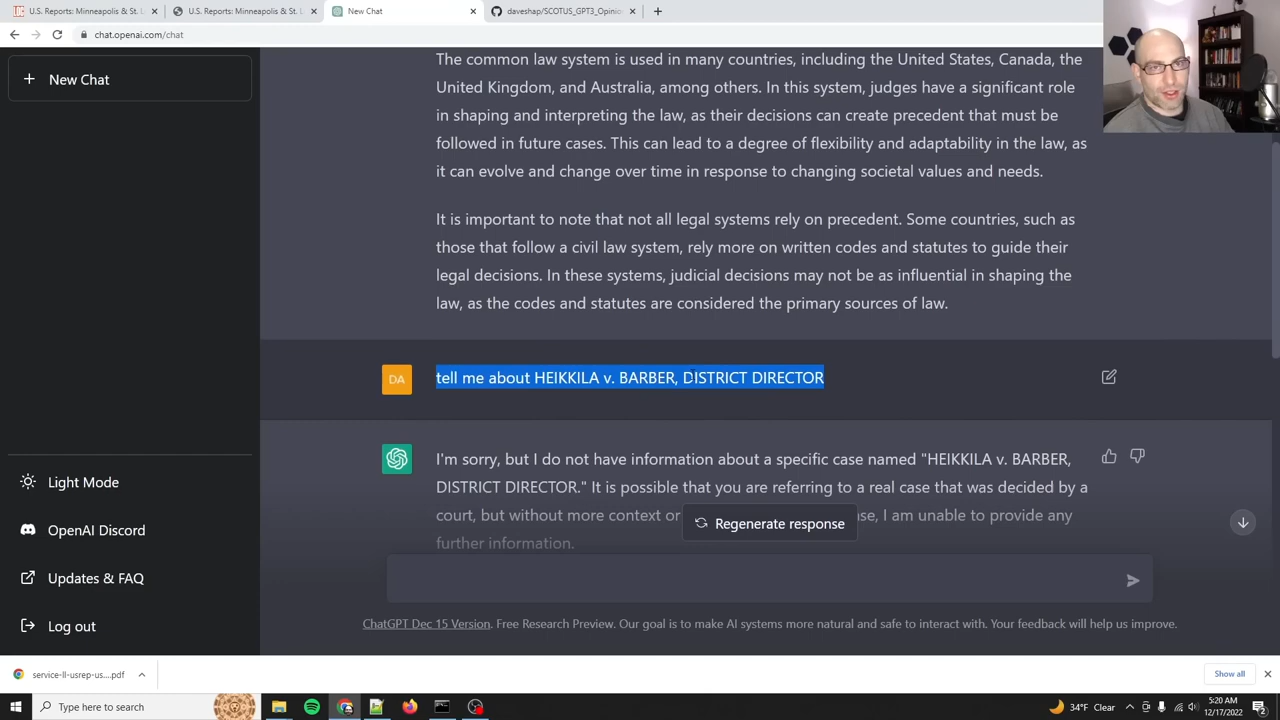 U.S. Reports: Minneapolis & St. L.
U.S. Reports: Minneapolis & St. L.
New Chat
daveshap/SCOTUS_GPT3_Opinio
chat.openai.com/chat
New Chat
The common law system is used in many countries, including the United States, Canada, the
United Kingdom, and Australia, among others. In this system, judges have a significant role
in shaping and interpreting the law, as their decisions can create precedent that must be
followed in future cases. This can lead to a degree of flexibility and adaptability in the law, as
it can evolve and change over time in response to changing societal values and needs.
It is important to note that not all legal systems rely on precedent. Some countries, such as
those that follow a civil law system, rely more on written codes and statutes to guide their
legal decisions. In these systems, judicial decisions may not be as influential in shaping the
law, as the codes and statutes are considered the primary sources of law.
DA
tell me about HEIKKILA v. BARBER, DISTRICT DIRECTOR
I'm sorry, but I do not have information about a specific case named "HEIKKILA v. BARBER,
DISTRICT DIRECTOR." It is possible that you are referring to a real case that was decided by a
court, but without more context or
se, I am unable to provide any
further information.
Regenerate response
Light Mode
OpenAI Discord
Updates & FAQ
Log out
ChatGPT Dec 15 Version. Free Research Preview. Our goal is to make AI systems more natural and safe to interact with. Your feedback will help us improve.
service-ll-usrep-us....pdf
Show all
Type here to search
34°F Clear
5:20 AM
12/17/2022
2